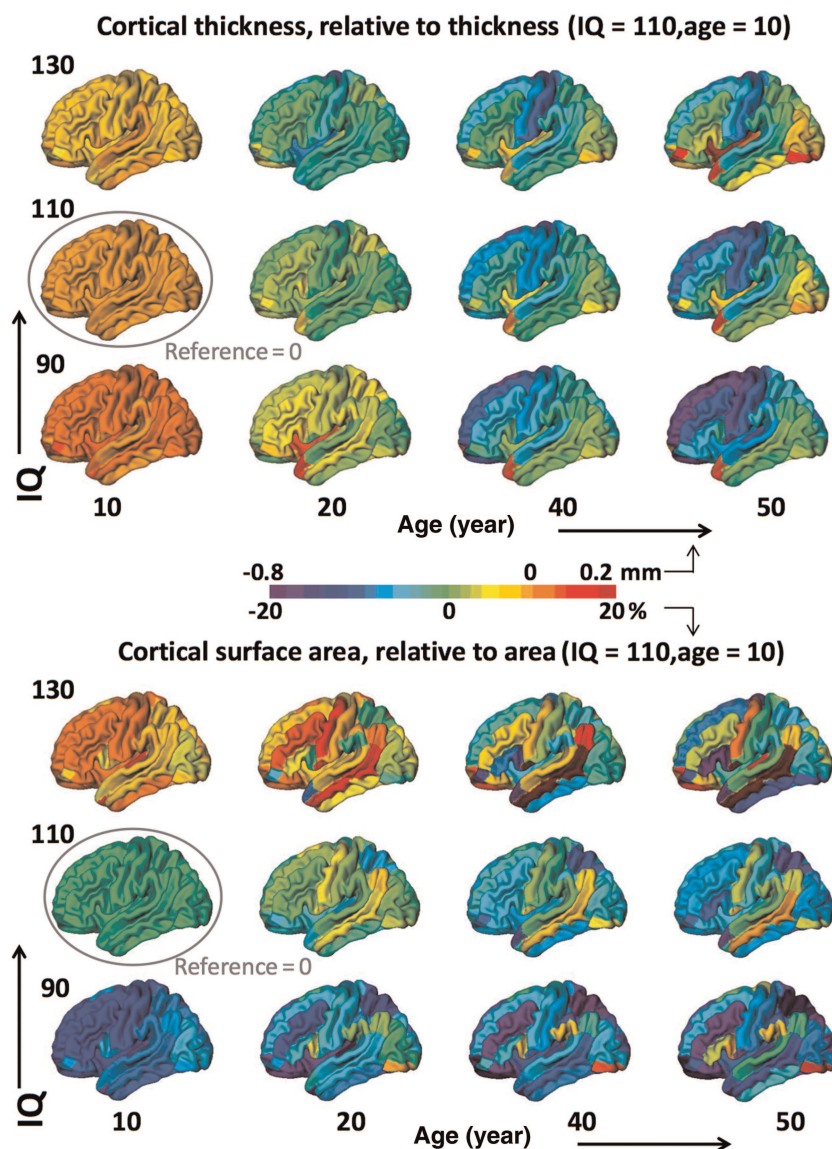 Cortical thickness, relative to thickness (IQ = 110,age = 10)
130
110
Reference = 0
90
IQ
10 20 40 50
Age (year)
-0.8 0 0.2 mm
-20 0 20 %
Cortical surface area, relative to area (IQ = 110,age = 10)
130
110
Reference = 0
90
IQ
10 20 40 50
Age (year)